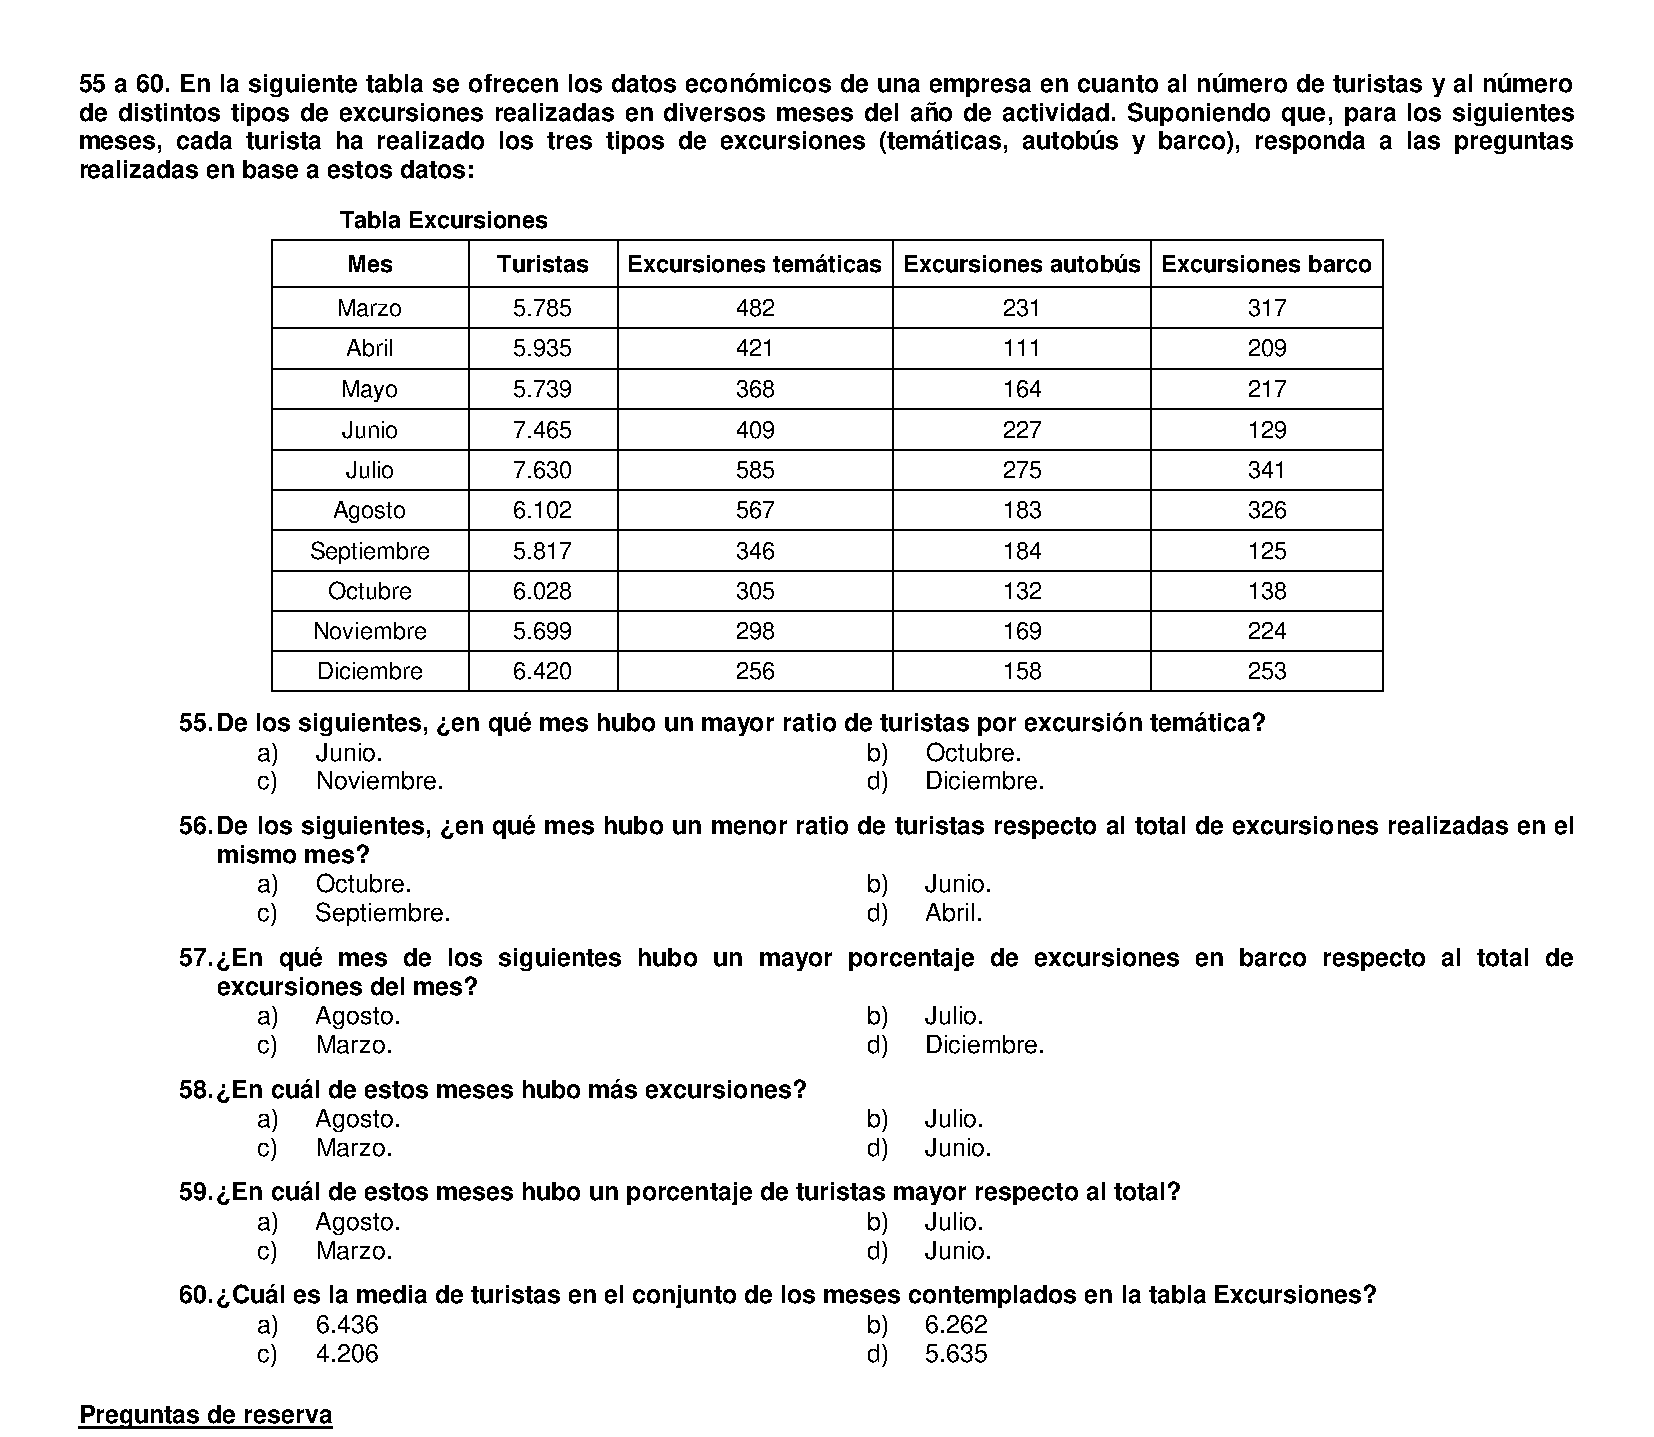 55 a 60. En la siguiente tabla se ofrecen los datos económicos de una empresa en cuanto al número de turistas y al número
de distintos tipos de excursiones realizadas en diversos meses del año de actividad. Suponiendo que, para los siguientes
meses, cada turista ha realizado los tres tipos de excursiones (temáticas, autobús y barco), responda a las preguntas
realizadas en base a estos datos:
Tabla Excursiones
Mes Turistas Excursiones temáticas Excursiones autobús Excursiones barco
Marzo 5.785 482 231 317
Abril 5.935 421 111 209
Mayo 5.739 368 164 217
Junio 7.465 409 227 129
Julio 7.630 585 275 341
Agosto 6.102 567 183 326
Septiembre 5.817 346 184 125
Octubre 6.028 305 132 138
Noviembre 5.699 298 169 224
Diciembre 6.420 256 158 253
55. De los siguientes, ¿en qué mes hubo un mayor ratio de turistas por excursión temática?
a) Junio. b) Octubre.
c) Noviembre. d) Diciembre.
56. De los siguientes, ¿en qué mes hubo un menor ratio de turistas respecto al total de excursiones realizadas en el
mismo mes?
a) Octubre. b) Junio.
c) Septiembre. d) Abril.
57. ¿En qué mes de los siguientes hubo un mayor porcentaje de excursiones en barco respecto al total de
excursiones del mes?
a) Agosto. b) Julio.
c) Marzo. d) Diciembre.
58. ¿En cuál de estos meses hubo más excursiones?
a) Agosto. b) Julio.
c) Marzo. d) Junio.
59. ¿En cuál de estos meses hubo un porcentaje de turistas mayor respecto al total?
a) Agosto. b) Julio.
c) Marzo. d) Junio.
60. ¿Cuál es la media de turistas en el conjunto de los meses contemplados en la tabla Excursiones?
a) 6.436 b) 6.262
c) 4.206 d) 5.635
Preguntas de reserva